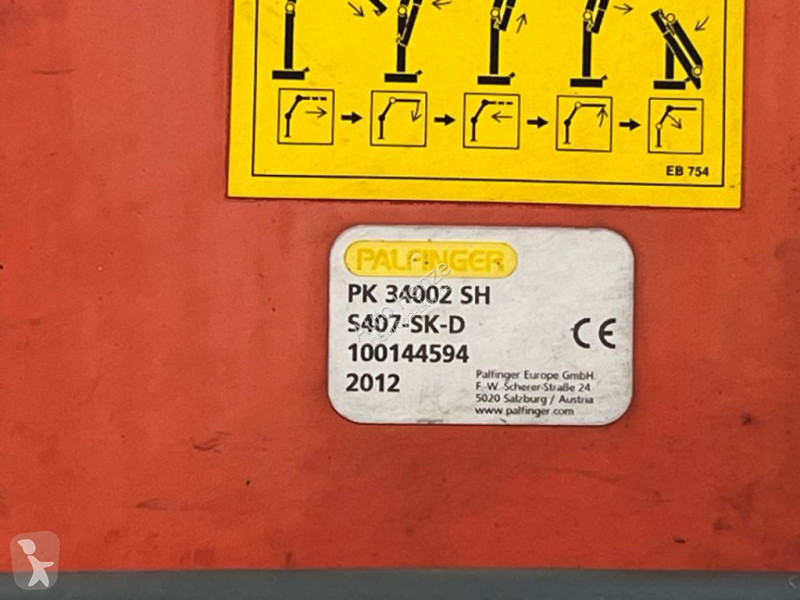 EB 754
PALFINGER
PK 34002 SH
S407-SK-D
100144594
2012
CE
Palfinger Europe GmbH
F.-W.-Scherer-Straße 24
5020 Salzburg / Austria
www.palfinger.com